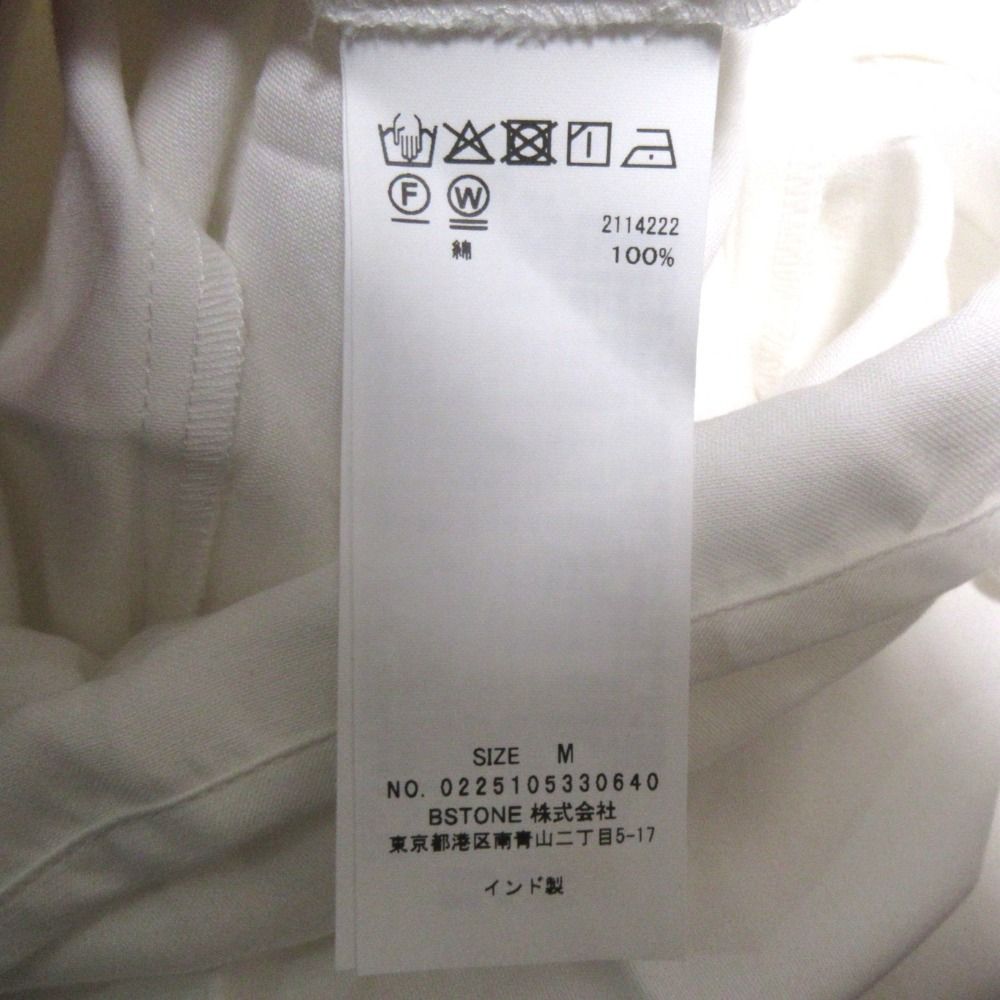 F W
2114222
綿 100%
SIZE M
NO. 0225105330640
BSTONE 株式会社
東京都港区南青山二丁目5-17
インド製